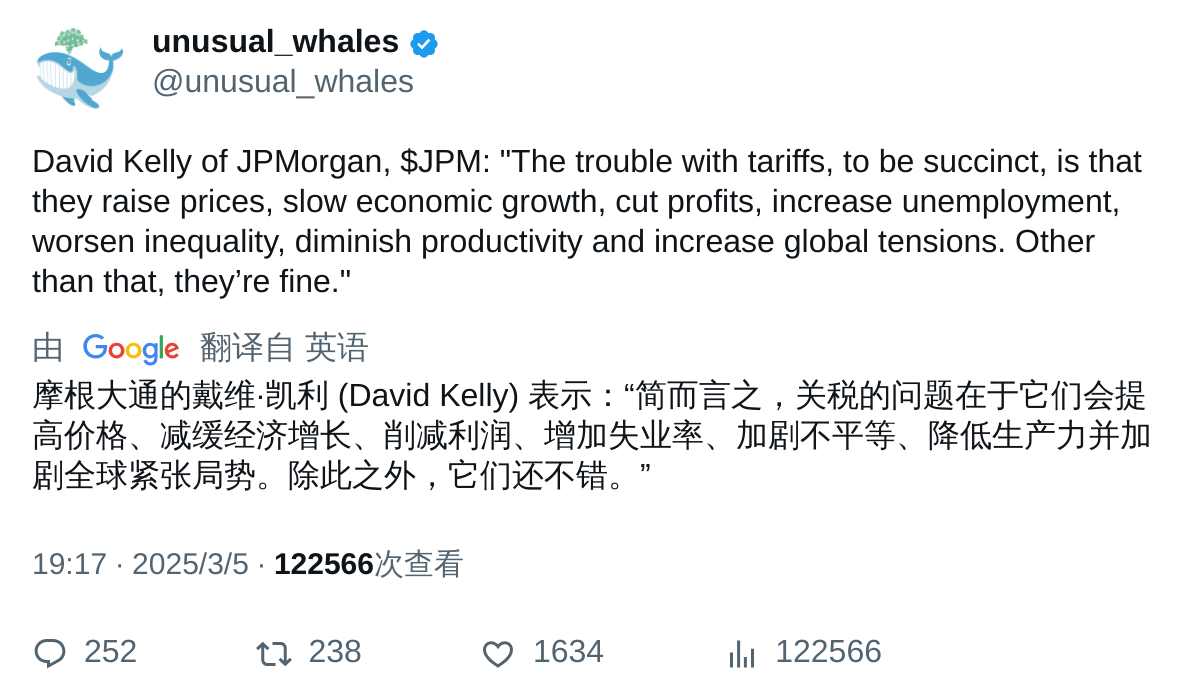 unusual_whales
@unusual_whales
David Kelly of JPMorgan, $JPM: "The trouble with tariffs, to be succinct, is that
they raise prices, slow economic growth, cut profits, increase unemployment,
worsen inequality, diminish productivity and increase global tensions. Other
than that, they’re fine."
由 Google 翻译自 英语
摩根大通的戴维·凯利 (David Kelly) 表示：“简而言之，关税的问题在于它们会提
高价格、减缓经济增长、削减利润、增加失业率、加剧不平等、降低生产力并加
剧全球紧张局势。除此之外，它们还不错。”
19:17 · 2025/3/5 · 122566次查看
252 238 1634 122566